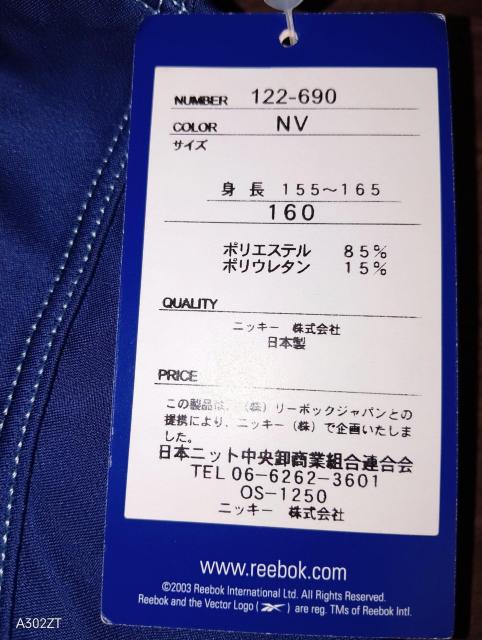 NUMBER 122-690
COLOR NV
サイズ
身長 155～165
160
ポリエステル 85%
ポリウレタン 15%
QUALITY
ニッキー 株式会社
日本製
PRICE
この製品は、(株)リーボックジャパンとの
提携により、ニッキー(株)で企画いたしま
した。
日本ニット中央卸商業組合連合会
TEL 06-6262-3601
OS-1250
ニッキー 株式会社
www.reebok.com
©2003 Reebok International Ltd. All Rights Reserved.
Reebok and the Vector Logo ( ) are reg. TMs of Reebok Intl.
A302ZT